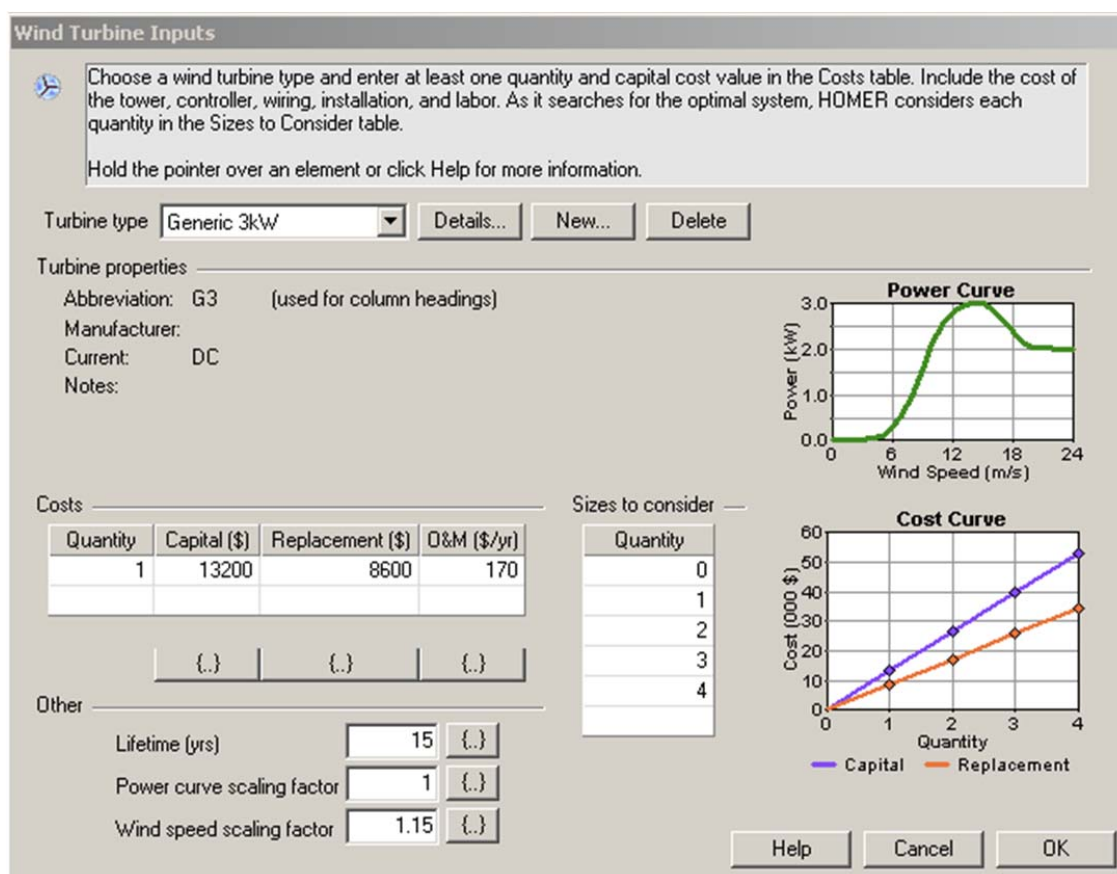 Wind Turbine Inputs
Choose a wind turbine type and enter at least one quantity and capital cost value in the Costs table. Include the cost of
the tower, controller, wiring, installation, and labor. As it searches for the optimal system, HOMER considers each
quantity in the Sizes to Consider table.
Hold the pointer over an element or click Help for more information.
Turbine type Generic 3kW Details... New... Delete
Turbine properties
Abbreviation: G3 (used for column headings)
Manufacturer:
Current: DC
Notes:
Power Curve
3.0
2.0
1.0
0.0
Power (kW)
0 6 12 18 24
Wind Speed (m/s)
Costs
Quantity Capital ($) Replacement ($) O&M ($/yr)
1 13200 8600 170
{..} {..} {..}
Sizes to consider
Quantity
0
1
2
3
4
Cost Curve
60
50
40
30
20
10
0
Cost (000 $)
0 1 2 3 4
Quantity
Capital Replacement
Other
Lifetime (yrs) 15 {..}
Power curve scaling factor 1 {..}
Wind speed scaling factor 1.15 {..}
Help Cancel OK